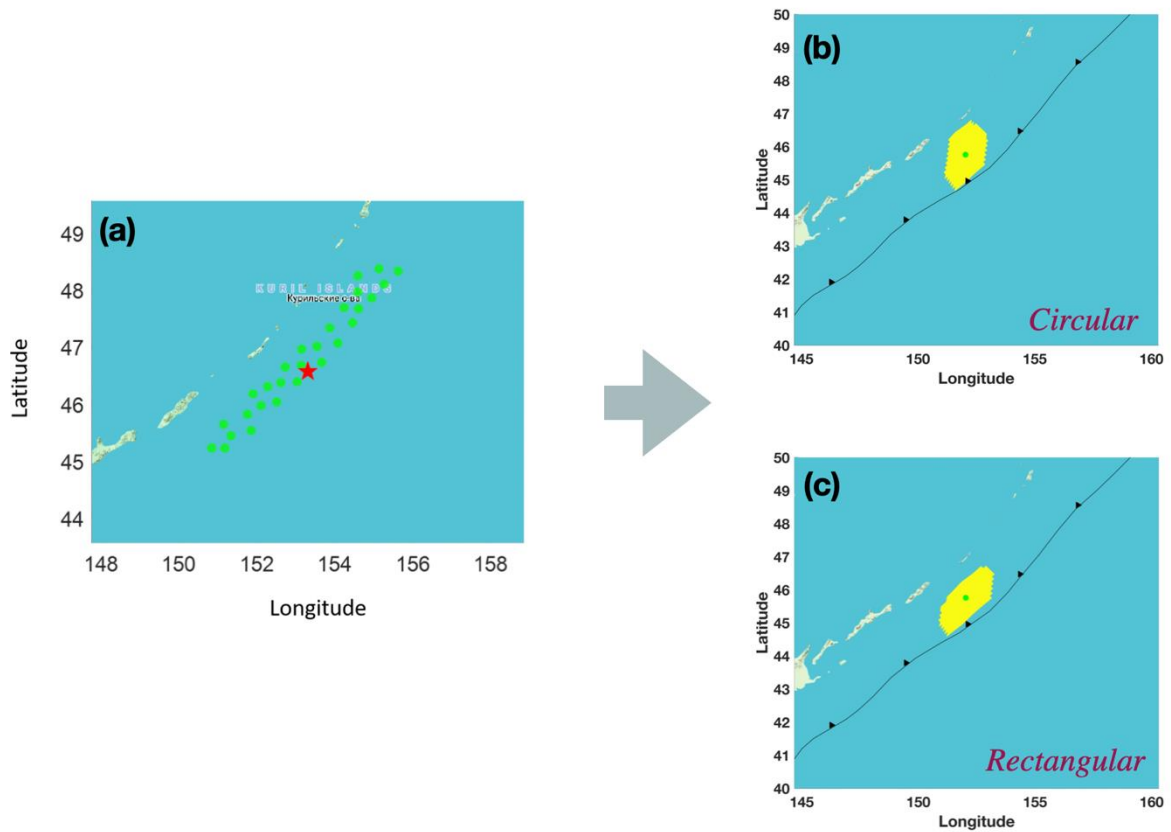 (a)
49
48
47
46
45
44
KURIL ISLANDS
Курильские о-ва
148 150 152 154 156 158
Longitude
Latitude
(b)
50
49
48
47
46
45
44
43
42
41
40
Latitude
Circular
145 150 155 160
Longitude
(c)
50
49
48
47
46
45
44
43
42
41
40
Latitude
Rectangular
145 150 155 160
Longitude